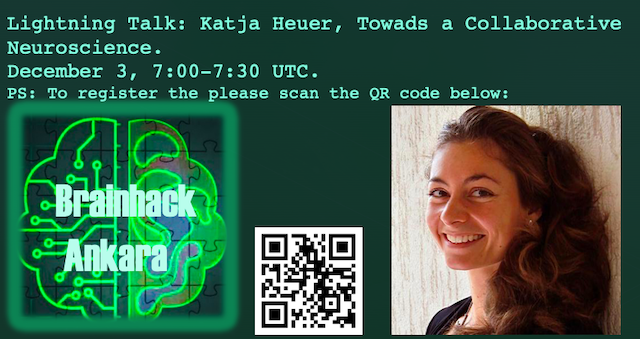 Lightning Talk: Katja Heuer, Towads a Collaborative
Neuroscience.
December 3, 7:00-7:30 UTC.
PS: To register the please scan the QR code below:
Brainhack
Ankara